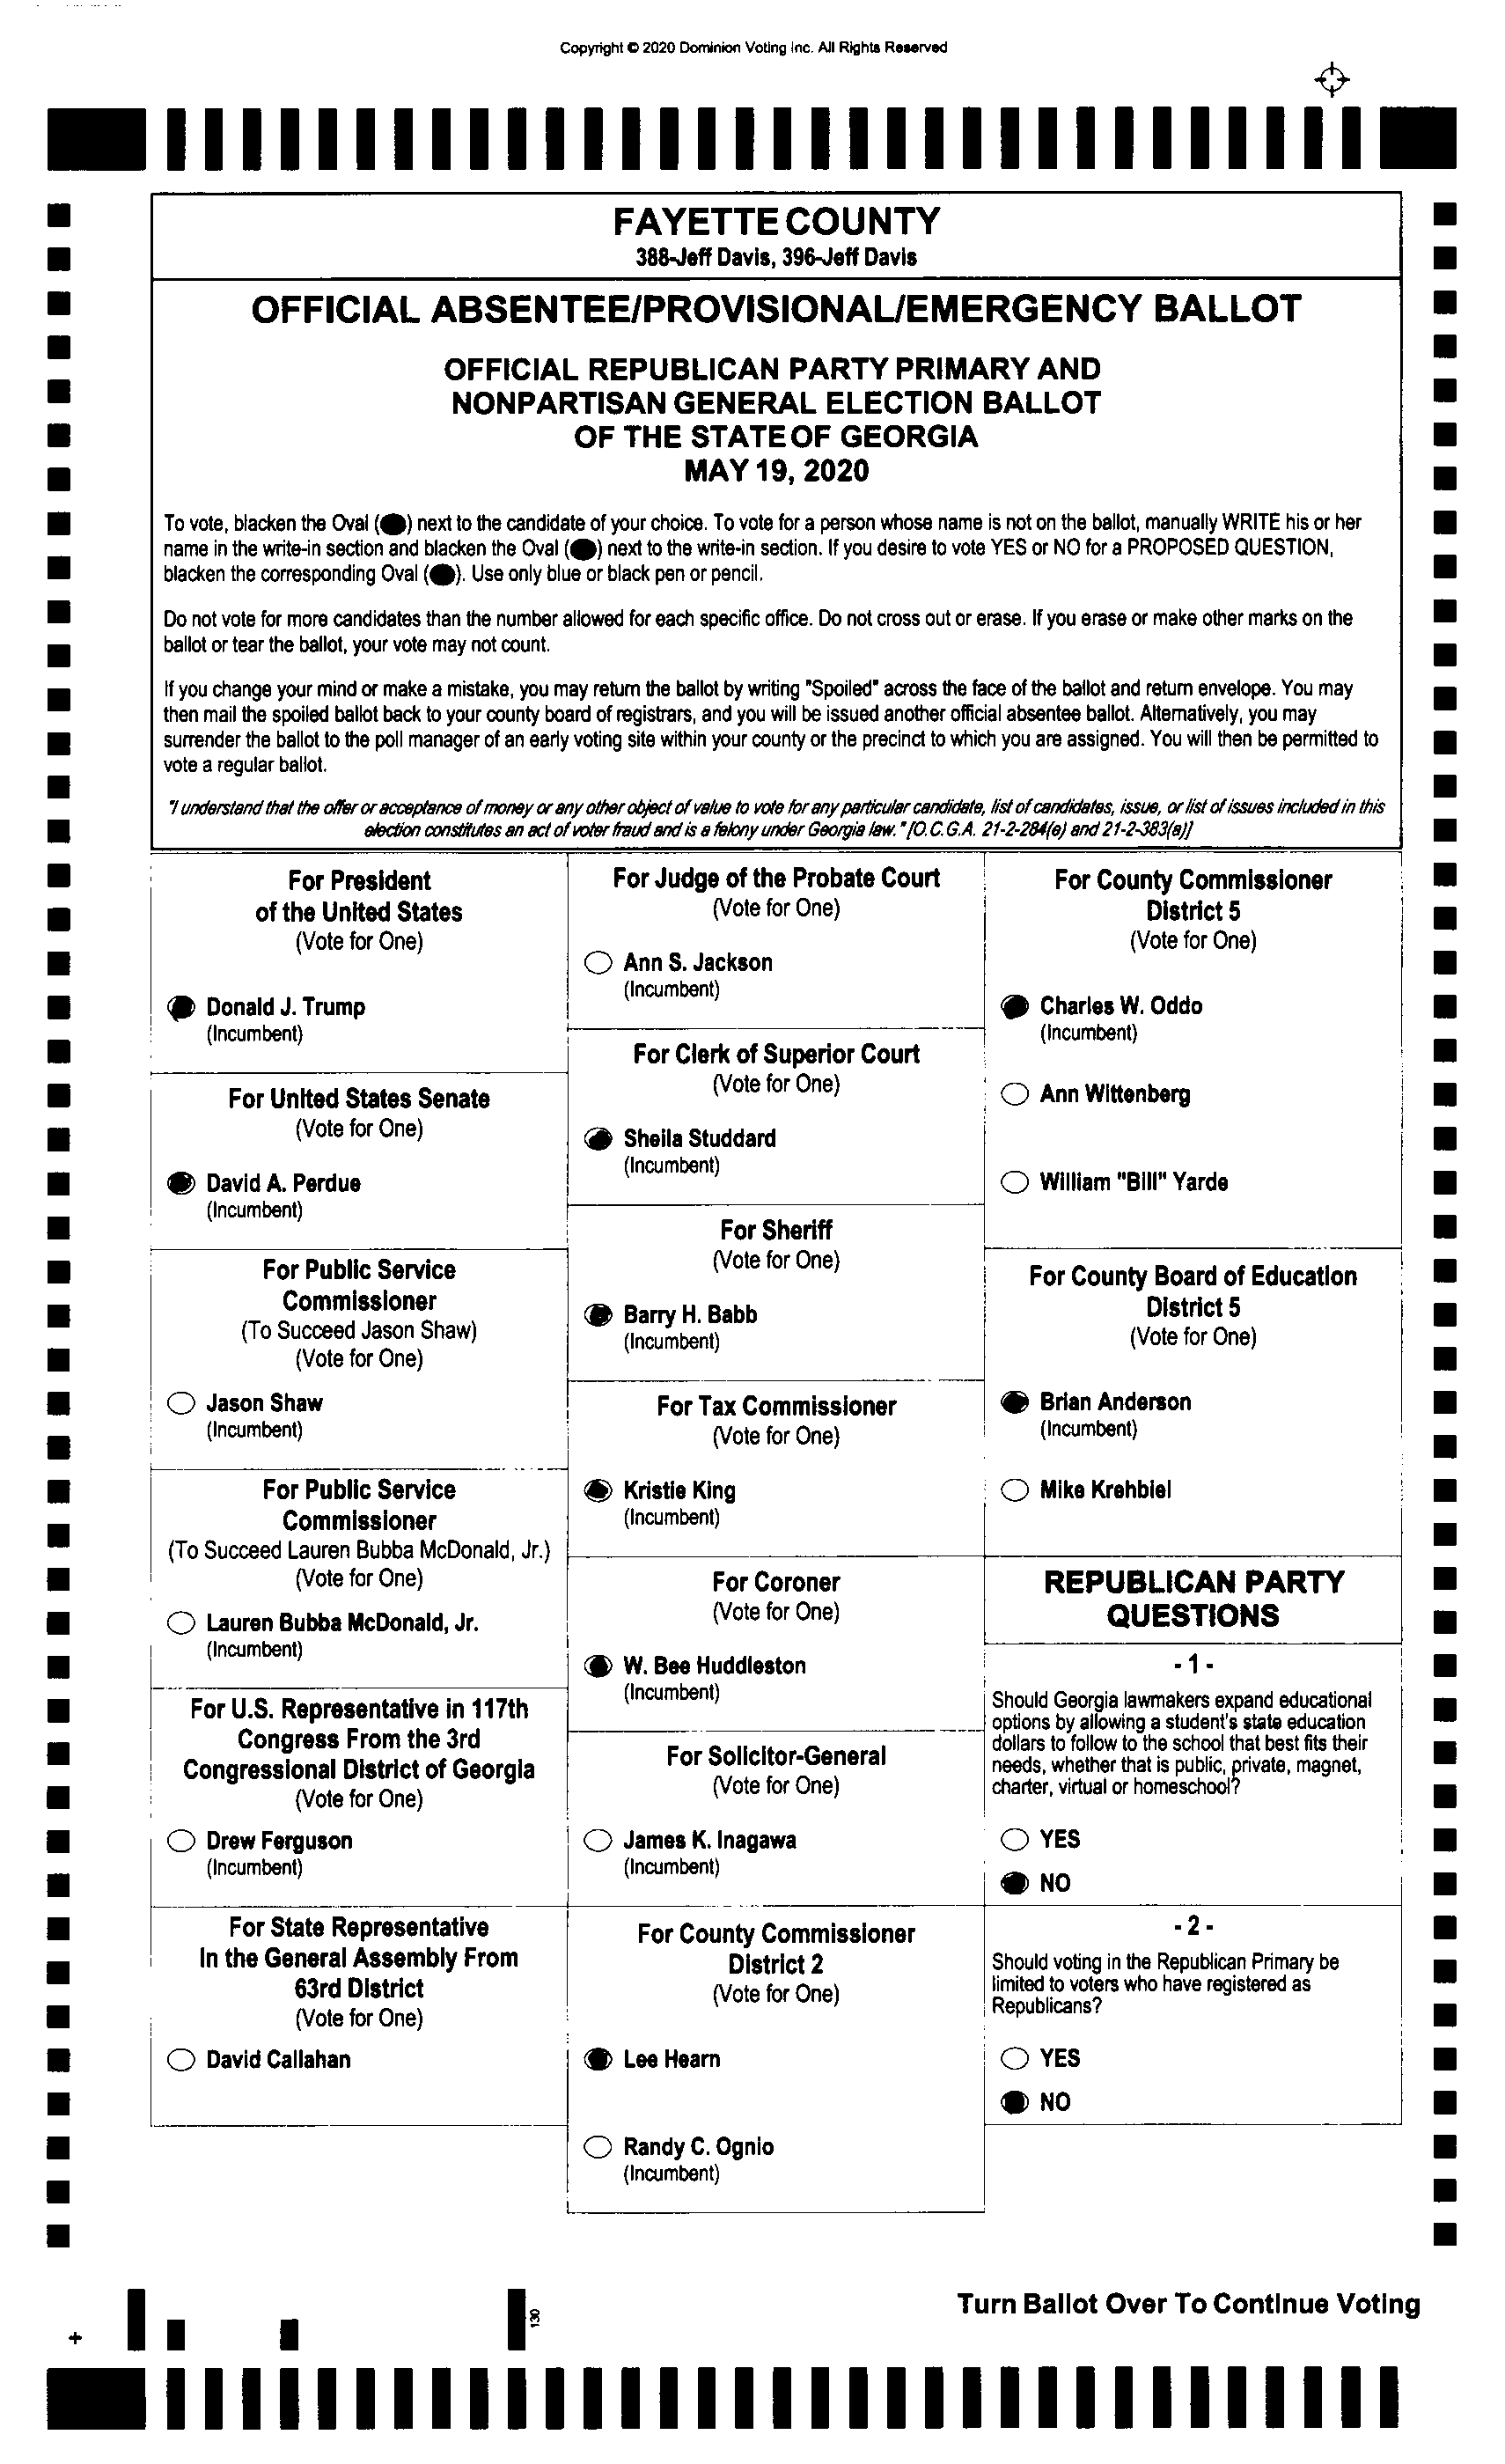 Copyright © 2020 Dominion Voting Inc. All Rights Reserved
FAYETTE COUNTY
388-Jeff Davis, 396-Jeff Davis
OFFICIAL ABSENTEE/PROVISIONAL/EMERGENCY BALLOT
OFFICIAL REPUBLICAN PARTY PRIMARY AND
NONPARTISAN GENERAL ELECTION BALLOT
OF THE STATE OF GEORGIA
MAY 19, 2020
To vote, blacken the Oval ( ) next to the candidate of your choice. To vote for a person whose name is not on the ballot, manually WRITE his or her
name in the write-in section and blacken the Oval ( ) next to the write-in section. If you desire to vote YES or NO for a PROPOSED QUESTION,
blacken the corresponding Oval ( ). Use only blue or black pen or pencil.
Do not vote for more candidates than the number allowed for each specific office. Do not cross out or erase. If you erase or make other marks on the
ballot or tear the ballot, your vote may not count.
If you change your mind or make a mistake, you may return the ballot by writing "Spoiled" across the face of the ballot and return envelope. You may
then mail the spoiled ballot back to your county board of registrars, and you will be issued another official absentee ballot. Alternatively, you may
surrender the ballot to the poll manager of an early voting site within your county or the precinct to which you are assigned. You will then be permitted to
vote a regular ballot.
"I understand that the offer or acceptance of money or any other object of value to vote for any particular candidate, list of candidates, issue, or list of issues included in this
election constitutes an act of voter fraud and is a felony under Georgia law." [O.C.G.A. 21-2-284(e) and 21-2-383(a)]
For President
of the United States
(Vote for One)
Donald J. Trump
(Incumbent)
For United States Senate
(Vote for One)
David A. Perdue
(Incumbent)
For Public Service
Commissioner
(To Succeed Jason Shaw)
(Vote for One)
Jason Shaw
(Incumbent)
For Public Service
Commissioner
(To Succeed Lauren Bubba McDonald, Jr.)
(Vote for One)
Lauren Bubba McDonald, Jr.
(Incumbent)
For U.S. Representative in 117th
Congress From the 3rd
Congressional District of Georgia
(Vote for One)
Drew Ferguson
(Incumbent)
For State Representative
In the General Assembly From
63rd District
(Vote for One)
David Callahan
For Judge of the Probate Court
(Vote for One)
Ann S. Jackson
(Incumbent)
For Clerk of Superior Court
(Vote for One)
Sheila Studdard
(Incumbent)
For Sheriff
(Vote for One)
Barry H. Babb
(Incumbent)
For Tax Commissioner
(Vote for One)
Kristie King
(Incumbent)
For Coroner
(Vote for One)
W. Bee Huddleston
(Incumbent)
For Solicitor-General
(Vote for One)
James K. Inagawa
(Incumbent)
For County Commissioner
District 2
(Vote for One)
Lee Hearn
Randy C. Ognio
(Incumbent)
For County Commissioner
District 5
(Vote for One)
Charles W. Oddo
(Incumbent)
Ann Wittenberg
William "Bill" Yarde
For County Board of Education
District 5
(Vote for One)
Brian Anderson
(Incumbent)
Mike Krehbiel
REPUBLICAN PARTY
QUESTIONS
- 1 -
Should Georgia lawmakers expand educational
options by allowing a student's state education
dollars to follow to the school that best fits their
needs, whether that is public, private, magnet,
charter, virtual or homeschool?
YES
NO
- 2 -
Should voting in the Republican Primary be
limited to voters who have registered as
Republicans?
YES
NO
Turn Ballot Over To Continue Voting
130
+